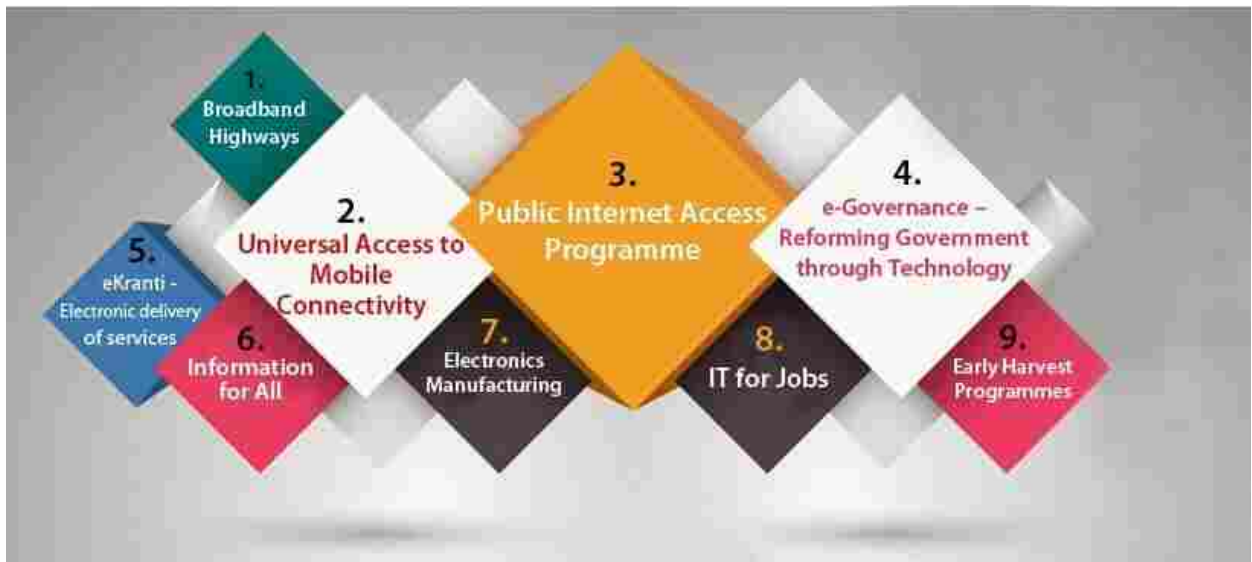 1.
Broadband
Highways
2.
Universal Access to
Mobile
Connectivity
3.
Public Internet Access
Programme
4.
e-Governance –
Reforming Government
through Technology
5.
eKranti -
Electronic delivery
of services
6.
Information
for All
7.
Electronics
Manufacturing
8.
IT for Jobs
9.
Early Harvest
Programmes